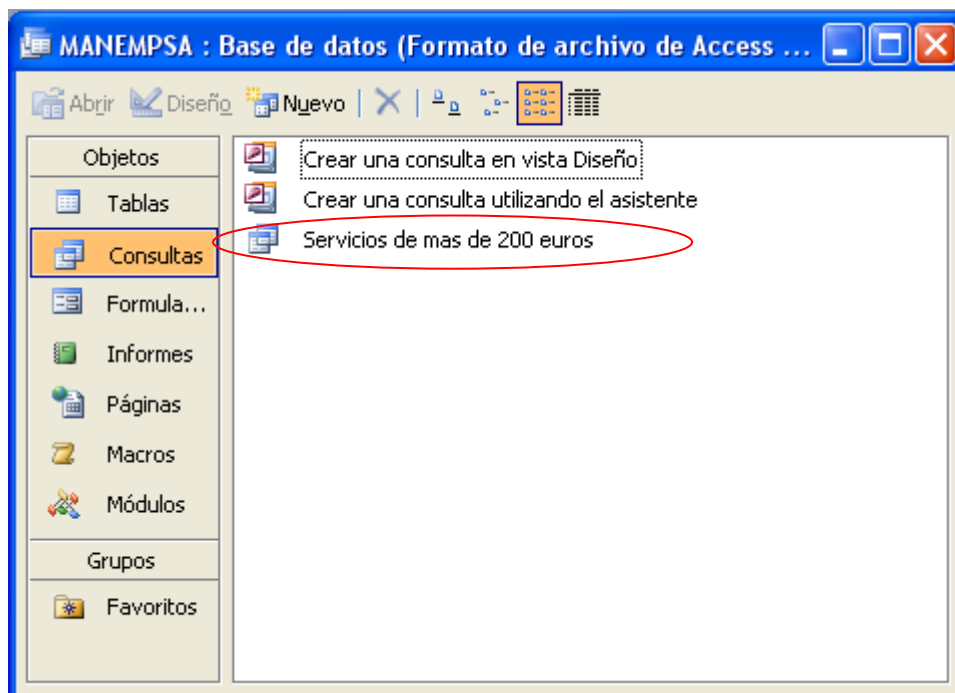 MANEMPSA : Base de datos (Formato de archivo de Access ...
Abrir Diseño Nuevo
Objetos
Tablas
Consultas
Formula...
Informes
Páginas
Macros
Módulos
Grupos
Favoritos
Crear una consulta en vista Diseño
Crear una consulta utilizando el asistente
Servicios de mas de 200 euros